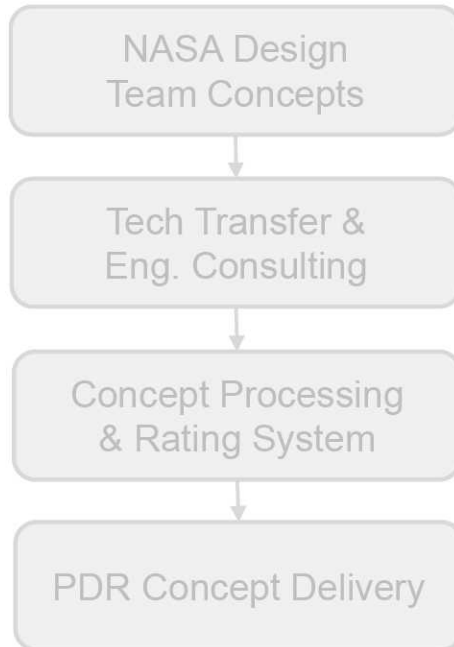 NASA Design
Team Concepts
Tech Transfer &
Eng. Consulting
Concept Processing
& Rating System
PDR Concept Delivery